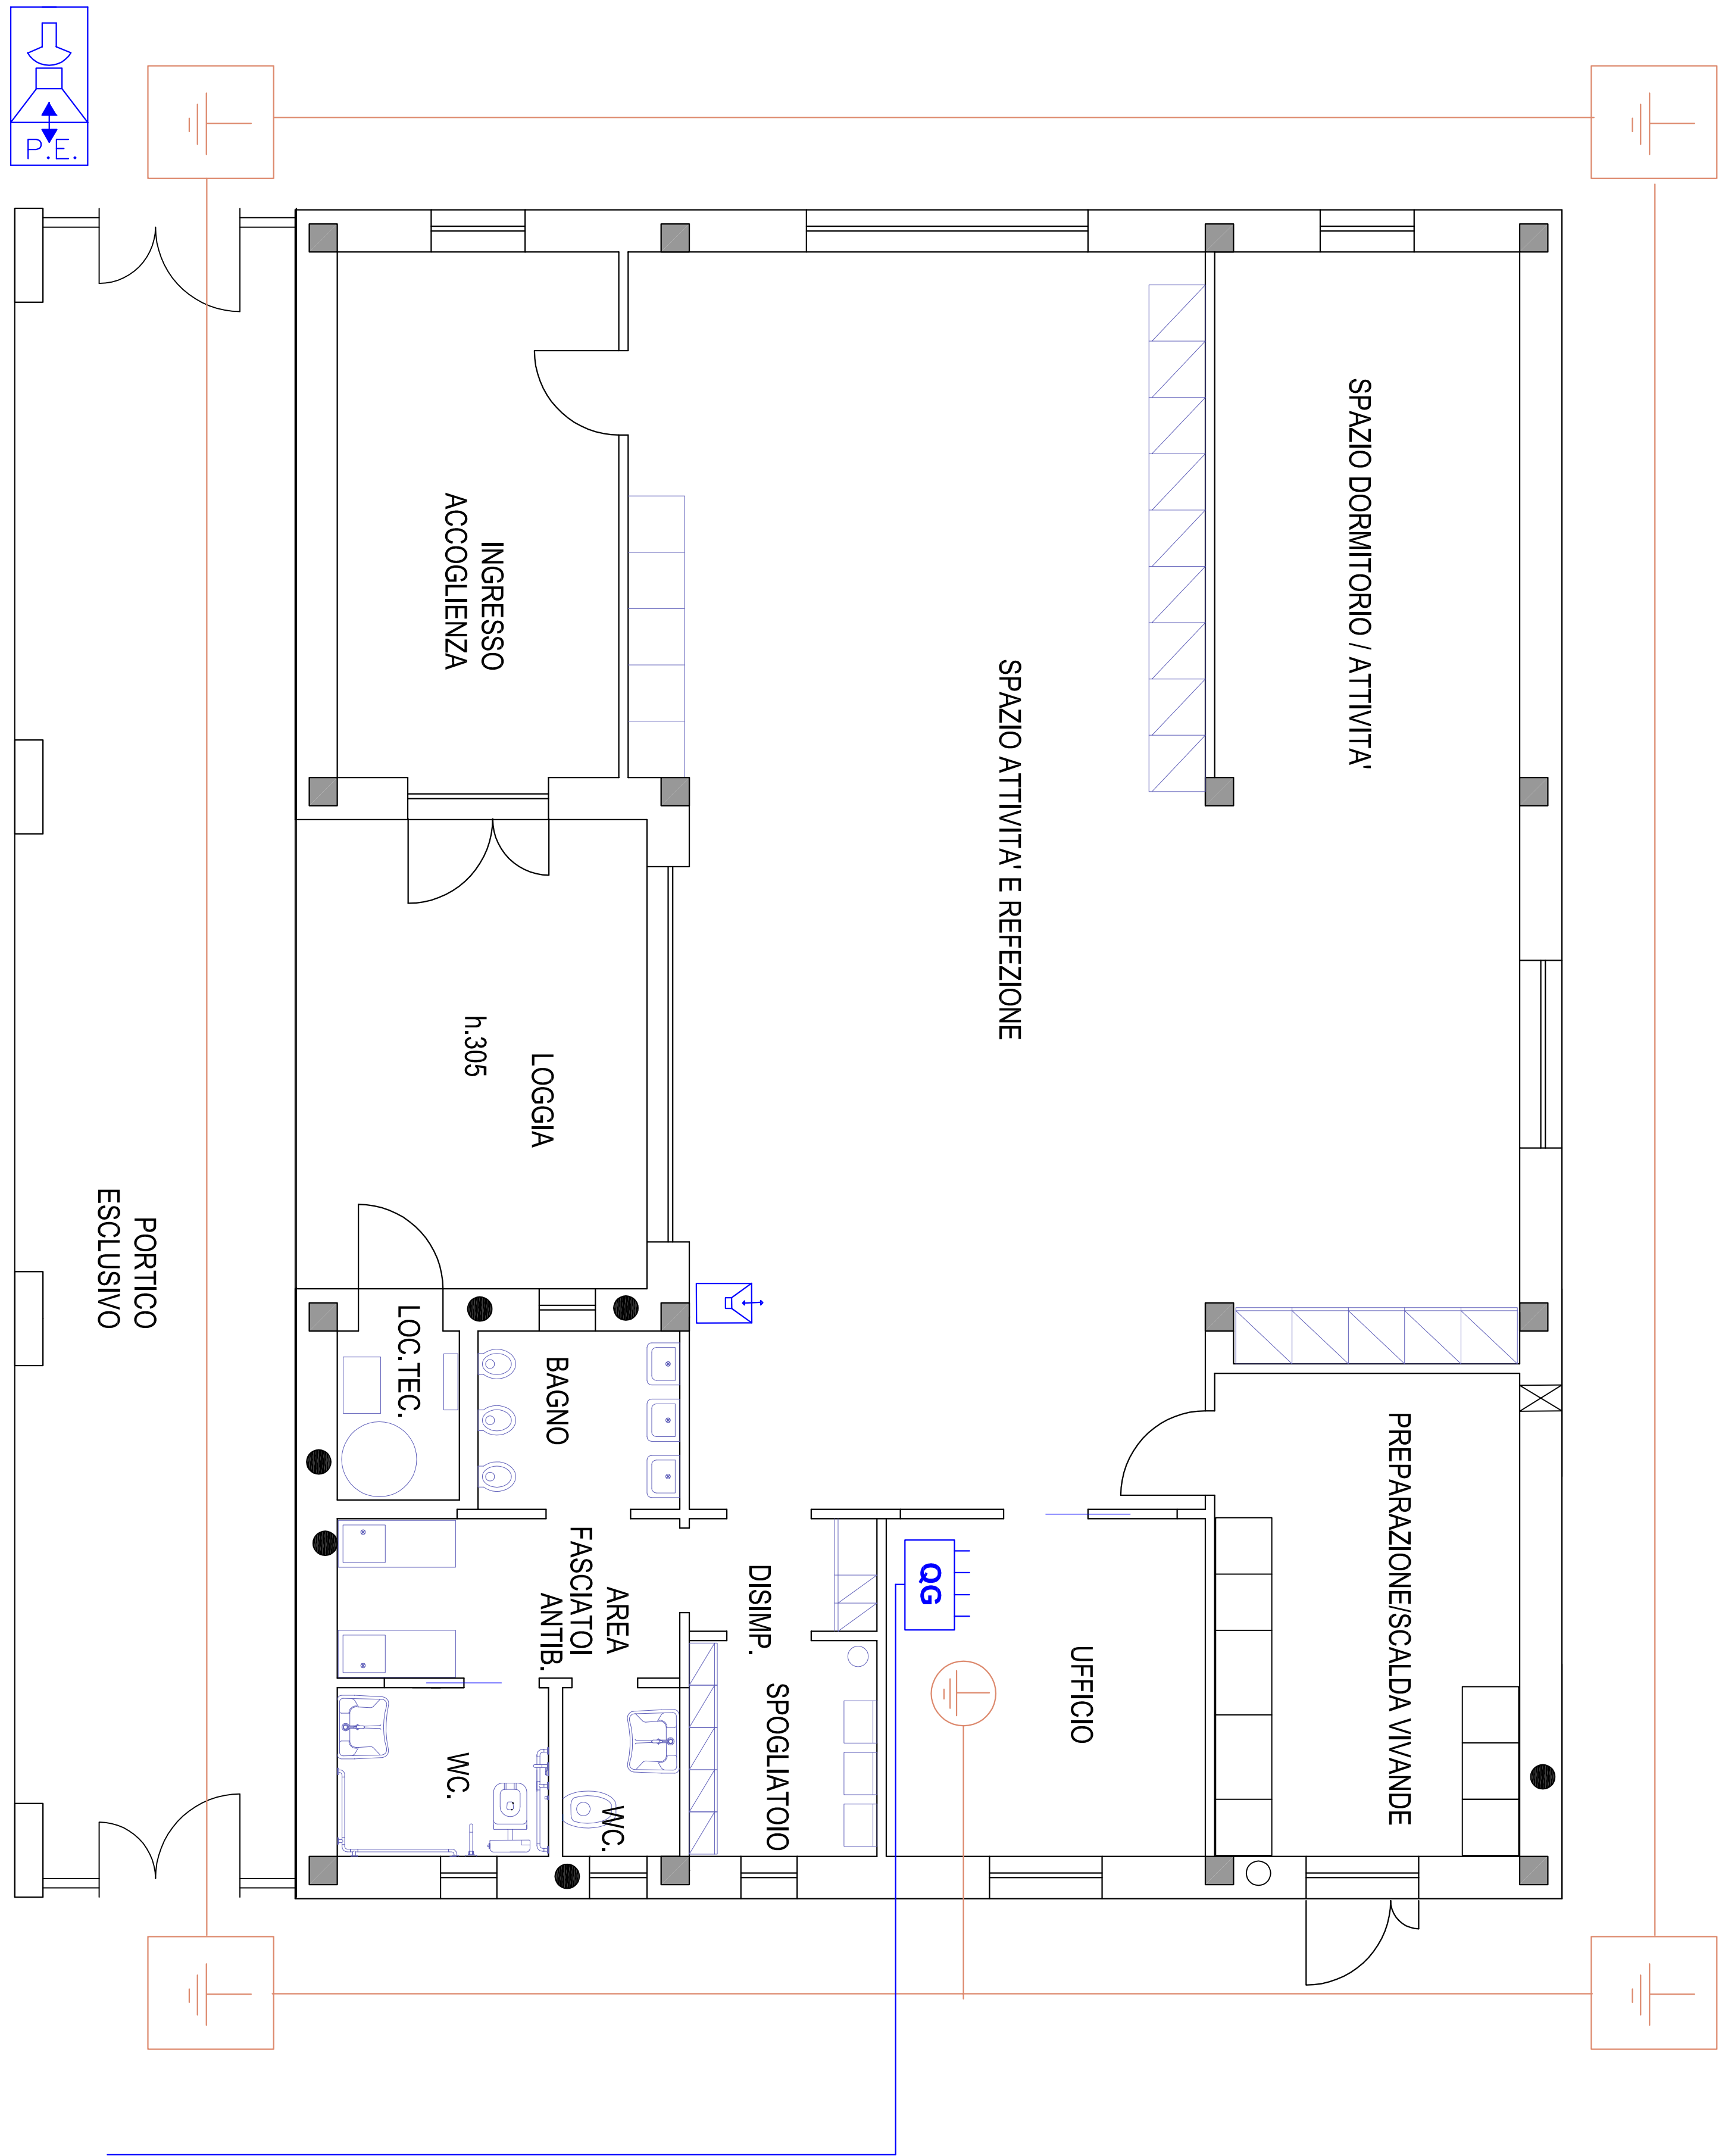 P.E.
SPAZIO DORMITORIO / ATTIVITA'
INGRESSO
ACCOGLIENZA
SPAZIO ATTIVITA' E REFEZIONE
LOGGIA
h.305
PORTICO
ESCLUSIVO
LOC.TEC.
BAGNO
PREPARAZIONE/SCALDA VIVANDE
AREA
FASCIATOI
ANTIB.
DISIMP.
QG
UFFICIO
SPOGLIATOIO
WC.
WC.